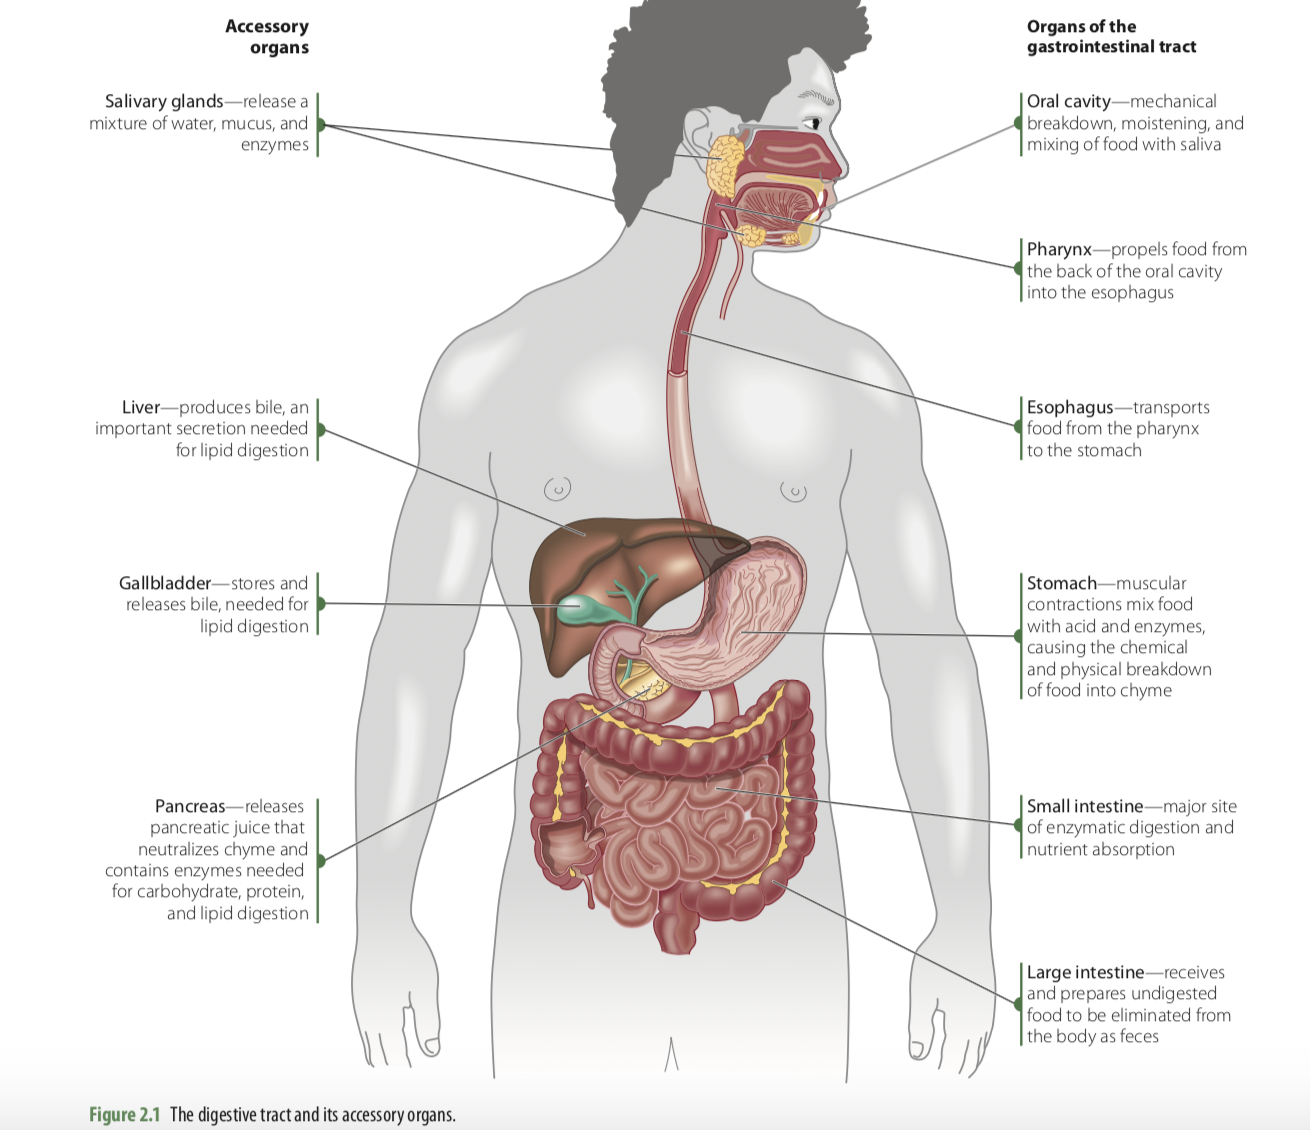 Accessory
organs
Salivary glands—release a
mixture of water, mucus, and
enzymes
Liver—produces bile, an
important secretion needed
for lipid digestion
Gallbladder—stores and
releases bile, needed for
lipid digestion
Pancreas—releases
pancreatic juice that
neutralizes chyme and
contains enzymes needed
for carbohydrate, protein,
and lipid digestion
Organs of the
gastrointestinal tract
Oral cavity—mechanical
breakdown, moistening, and
mixing of food with saliva
Pharynx—propels food from
the back of the oral cavity
into the esophagus
Esophagus—transports
food from the pharynx
to the stomach
Stomach—muscular
contractions mix food
with acid and enzymes,
causing the chemical
and physical breakdown
of food into chyme
Small intestine—major site
of enzymatic digestion and
nutrient absorption
Large intestine—receives
and prepares undigested
food to be eliminated from
the body as feces
Figure 2.1 The digestive tract and its accessory organs.